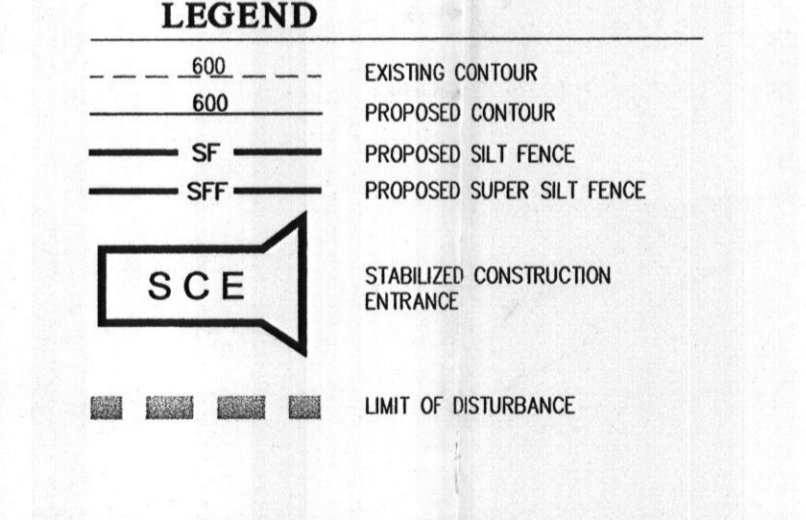 LEGEND
600 EXISTING CONTOUR
600 PROPOSED CONTOUR
SF PROPOSED SILT FENCE
SFF PROPOSED SUPER SILT FENCE
SCE STABILIZED CONSTRUCTION
ENTRANCE
LIMIT OF DISTURBANCE